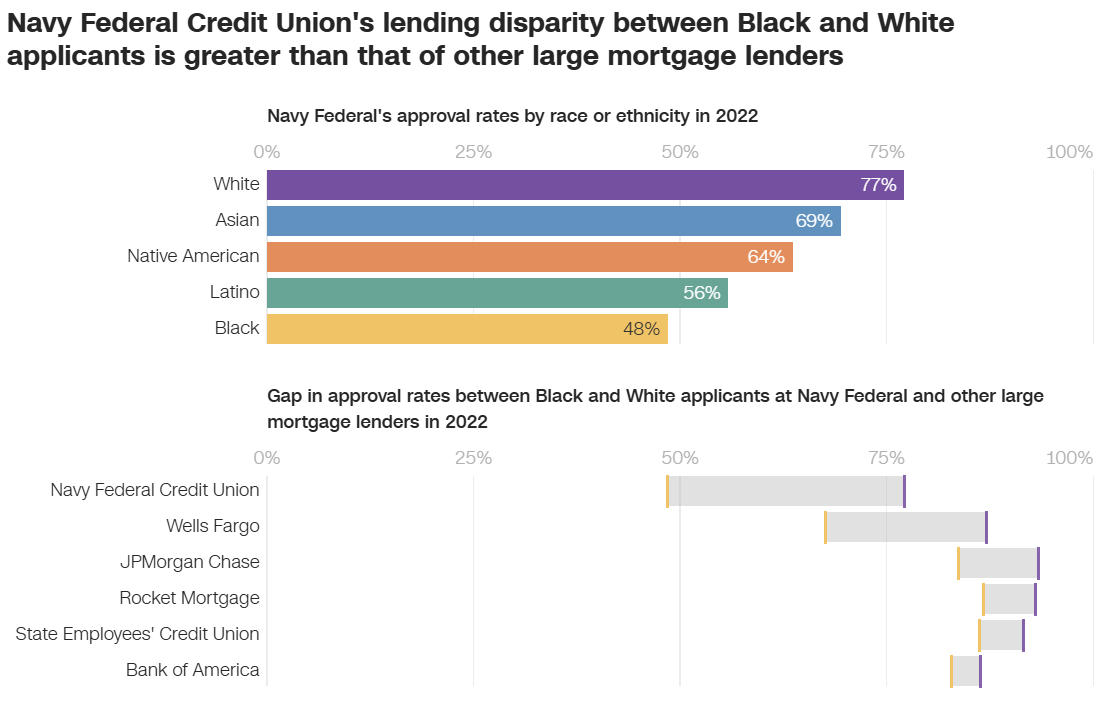 Navy Federal Credit Union's lending disparity between Black and White
applicants is greater than that of other large mortgage lenders
Navy Federal's approval rates by race or ethnicity in 2022
0% 25% 50% 75% 100%
White 77%
Asian 69%
Native American 64%
Latino 56%
Black 48%
Gap in approval rates between Black and White applicants at Navy Federal and other large
mortgage lenders in 2022
0% 25% 50% 75% 100%
Navy Federal Credit Union
Wells Fargo
JPMorgan Chase
Rocket Mortgage
State Employees' Credit Union
Bank of America